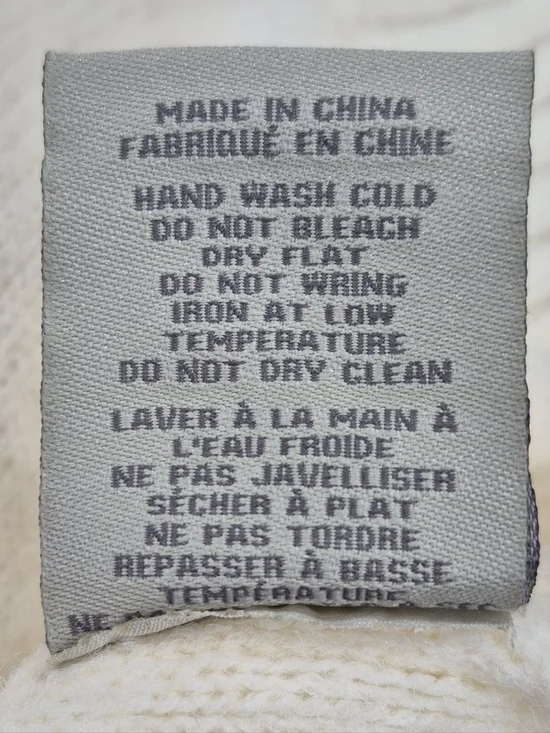 MADE IN CHINA
FABRIQUÉ EN CHINE
HAND WASH COLD
DO NOT BLEACH
DRY FLAT
DO NOT WRING
IRON AT LOW
TEMPERATURE
DO NOT DRY CLEAN
LAVER À LA MAIN À
L'EAU FROIDE
NE PAS JAVELLISER
SÉCHER À PLAT
NE PAS TORDRE
REPASSER À BASSE
TEMPÉRATURE
NE